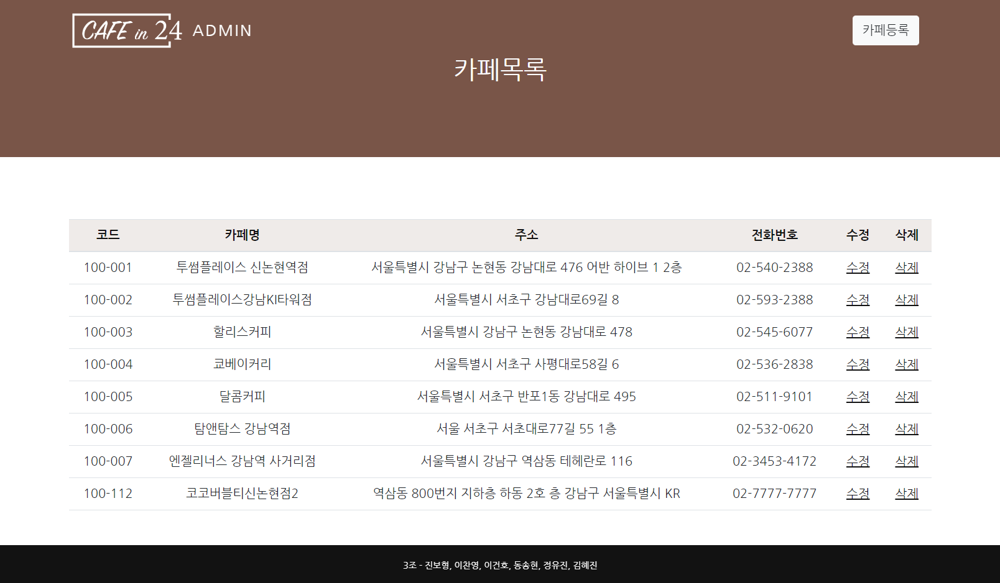 CAFE in 24 ADMIN
카페등록
카페목록
코드 카페명 주소 전화번호 수정 삭제
100-001 투썸플레이스 신논현역점 서울특별시 강남구 논현동 강남대로 476 어반 하이브 1 2층 02-540-2388 수정 삭제
100-002 투썸플레이스강남KI타워점 서울특별시 서초구 강남대로69길 8 02-593-2388 수정 삭제
100-003 할리스커피 서울특별시 강남구 논현동 강남대로 478 02-545-6077 수정 삭제
100-004 쿄베이커리 서울특별시 서초구 사평대로58길 6 02-536-2838 수정 삭제
100-005 달콤커피 서울특별시 서초구 반포1동 강남대로 495 02-511-9101 수정 삭제
100-006 탐앤탐스 강남역점 서울 서초구 서초대로77길 55 1층 02-532-0620 수정 삭제
100-007 엔젤리너스 강남역 사거리점 서울특별시 강남구 역삼동 테헤란로 116 02-3453-4172 수정 삭제
100-112 코코버블티신논현점2 역삼동 800번지 지하층 하동 2호 층 강남구 서울특별시 KR 02-7777-7777 수정 삭제
3조 - 진보형, 이찬영, 이건호, 동송현, 정유진, 김혜진